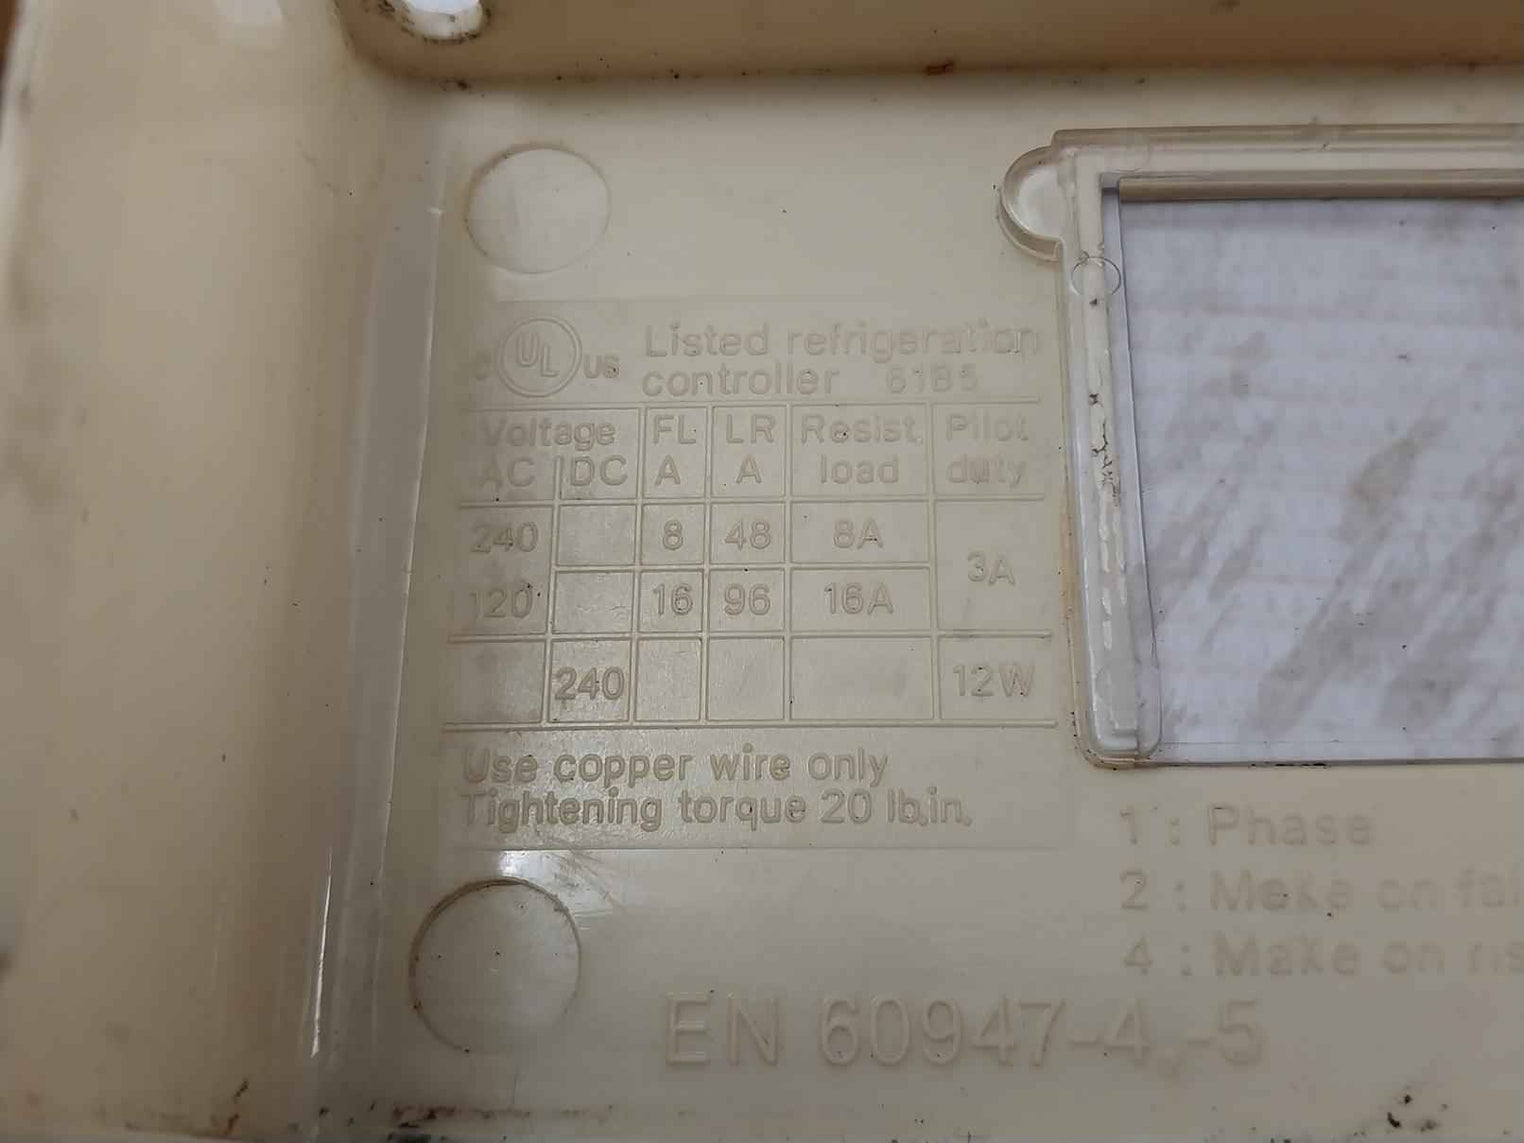 c UL us Listed refrigeration
controller 61B5
Voltage FL LR Resist. Pilot
AC DC A A load duty
240 8 48 8A
3A
120 16 96 16A
240 12W
Use copper wire only
Tightening torque 20 lb.in.
1 : Phase
2 : Make on
4 : Make on
EN 60947-4,-5